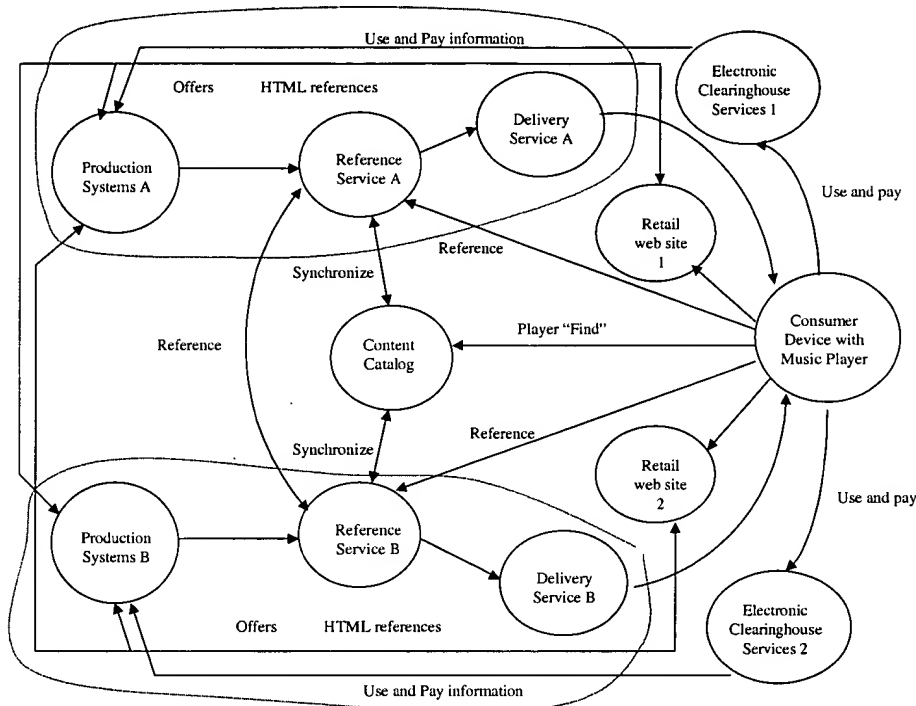 Use and Pay information
Electronic
Clearinghouse
Services 1
Offers HTML references
Delivery
Service A
Production
Systems A
Reference
Service A
Use and pay
Retail
web site
1
Reference
Synchronize
Player “Find”
Consumer
Device with
Music Player
Reference
Content
Catalog
Reference
Synchronize
Retail
web site
2
Use and pay
Production
Systems B
Reference
Service B
Delivery
Service B
Electronic
Clearinghouse
Services 2
Offers HTML references
Use and Pay information